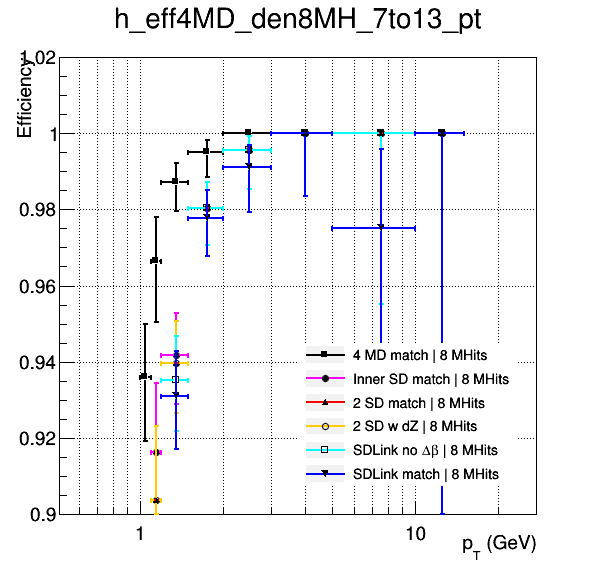 h_eff4MD_den8MH_7to13_pt
Efficiency
1.02
1
0.98
0.96
0.94
0.92
0.9
4 MD match | 8 MHits
Inner SD match | 8 MHits
2 SD match | 8 MHits
2 SD w dZ | 8 MHits
SDLink no Δβ | 8 MHits
SDLink match | 8 MHits
1
10
p_T (GeV)